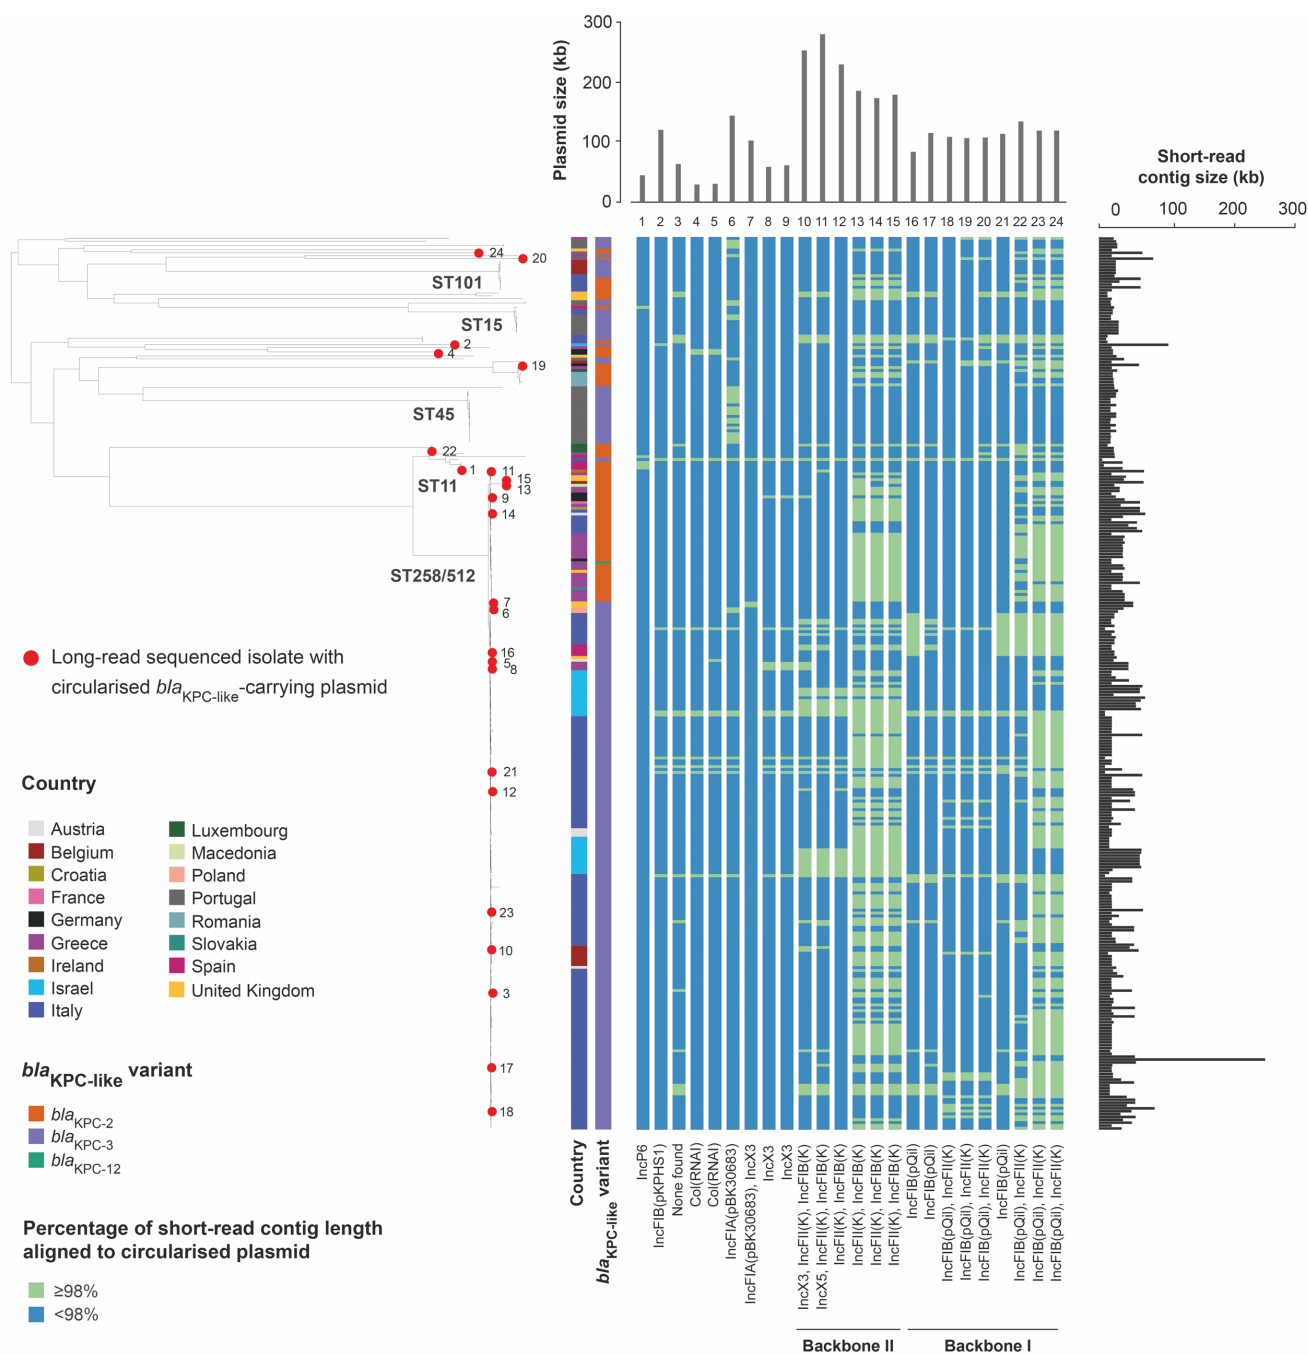 300
200
100
0
Plasmid size (kb)
Short-read
contig size (kb)
0 100 200 300
1 2 3 4 5 6 7 8 9 10 11 12 13 14 15 16 17 18 19 20 21 22 23 24
24
20
ST101
ST15
2
4
19
ST45
22
1
11
15
13
ST11
9
14
ST258/512
7
6
16
5
8
21
12
23
10
3
17
18
Long-read sequenced isolate with
circularised blaKPC-like-carrying plasmid
Country
Austria
Belgium
Croatia
France
Germany
Greece
Ireland
Israel
Italy
Luxembourg
Macedonia
Poland
Portugal
Romania
Slovakia
Spain
United Kingdom
blaKPC-like variant
blaKPC-2
blaKPC-3
blaKPC-12
Percentage of short-read contig length
aligned to circularised plasmid
≥98%
<98%
Country
blaKPC-like variant
IncP6
IncFIB(pKPHS1)
None found
Col(RNAI)
Col(RNAI)
IncFIA(pBK30683)
IncFIA(pBK30683), IncX3
IncX3
IncX3
IncX3, IncFII(K), IncFIB(K)
IncX5, IncFII(K), IncFIB(K)
IncFII(K), IncFIB(K)
IncFII(K), IncFIB(K)
IncFII(K), IncFIB(K)
IncFII(K), IncFIB(K)
IncFIB(pQil)
IncFIB(pQil)
IncFIB(pQil), IncFII(K)
IncFIB(pQil), IncFII(K)
IncFIB(pQil), IncFII(K)
IncFIB(pQil)
IncFIB(pQil), IncFII(K)
IncFIB(pQil), IncFII(K)
IncFIB(pQil), IncFII(K)
Backbone II
Backbone I